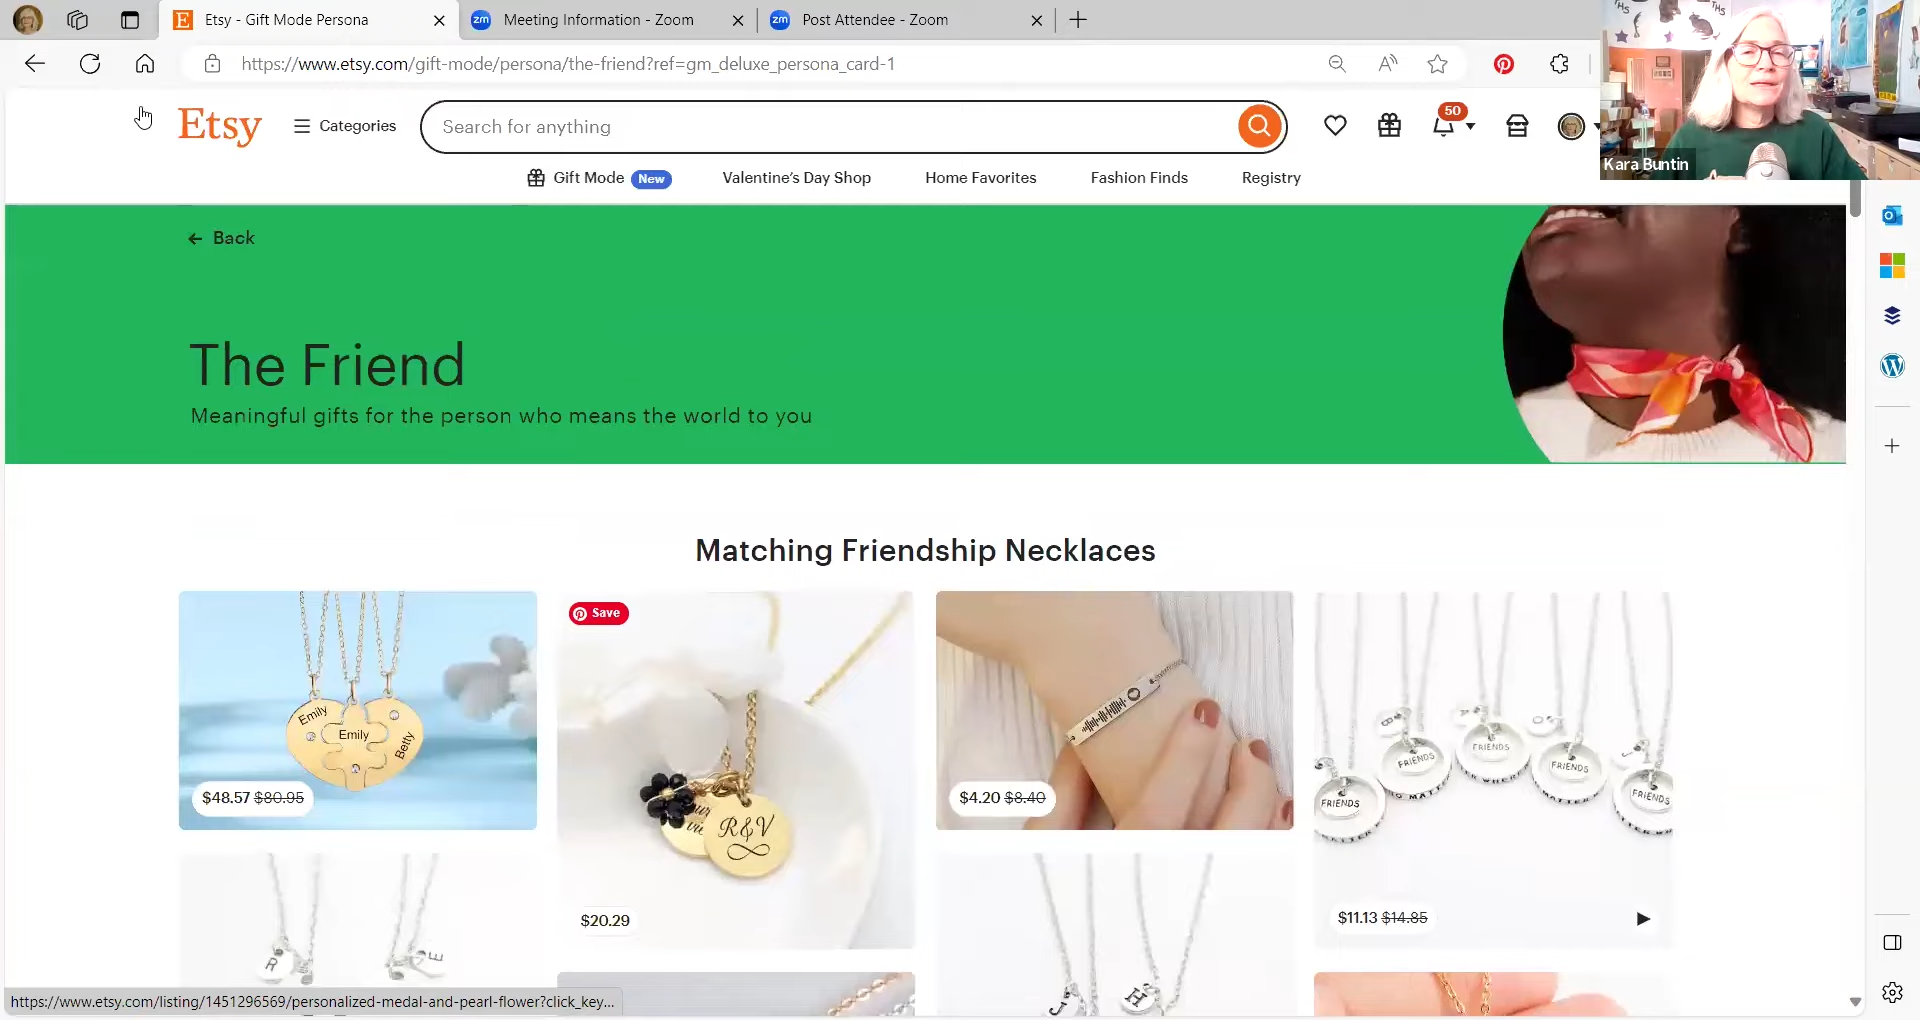 Etsy - Gift Mode Persona
zm Meeting Information - Zoom
zm Post Attendee - Zoom
https://www.etsy.com/gift-mode/persona/the-friend?ref=gm_deluxe_persona_card-1
THS
THS
Kara Buntin
Etsy
Categories
Search for anything
50
Gift Mode New
Valentine's Day Shop
Home Favorites
Fashion Finds
Registry
Back
The Friend
Meaningful gifts for the person who means the world to you
Matching Friendship Necklaces
Save
Emily
Emily
Betty
$48.57 $80.95
R&V
$20.29
$4.20 $8.40
FRIENDS
FRIENDS
FRIENDS
FRIENDS
FRIENDS
$11.13 $14.85
R
E
J
H
https://www.etsy.com/listing/1451296569/personalized-medal-and-pearl-flower?click_key...